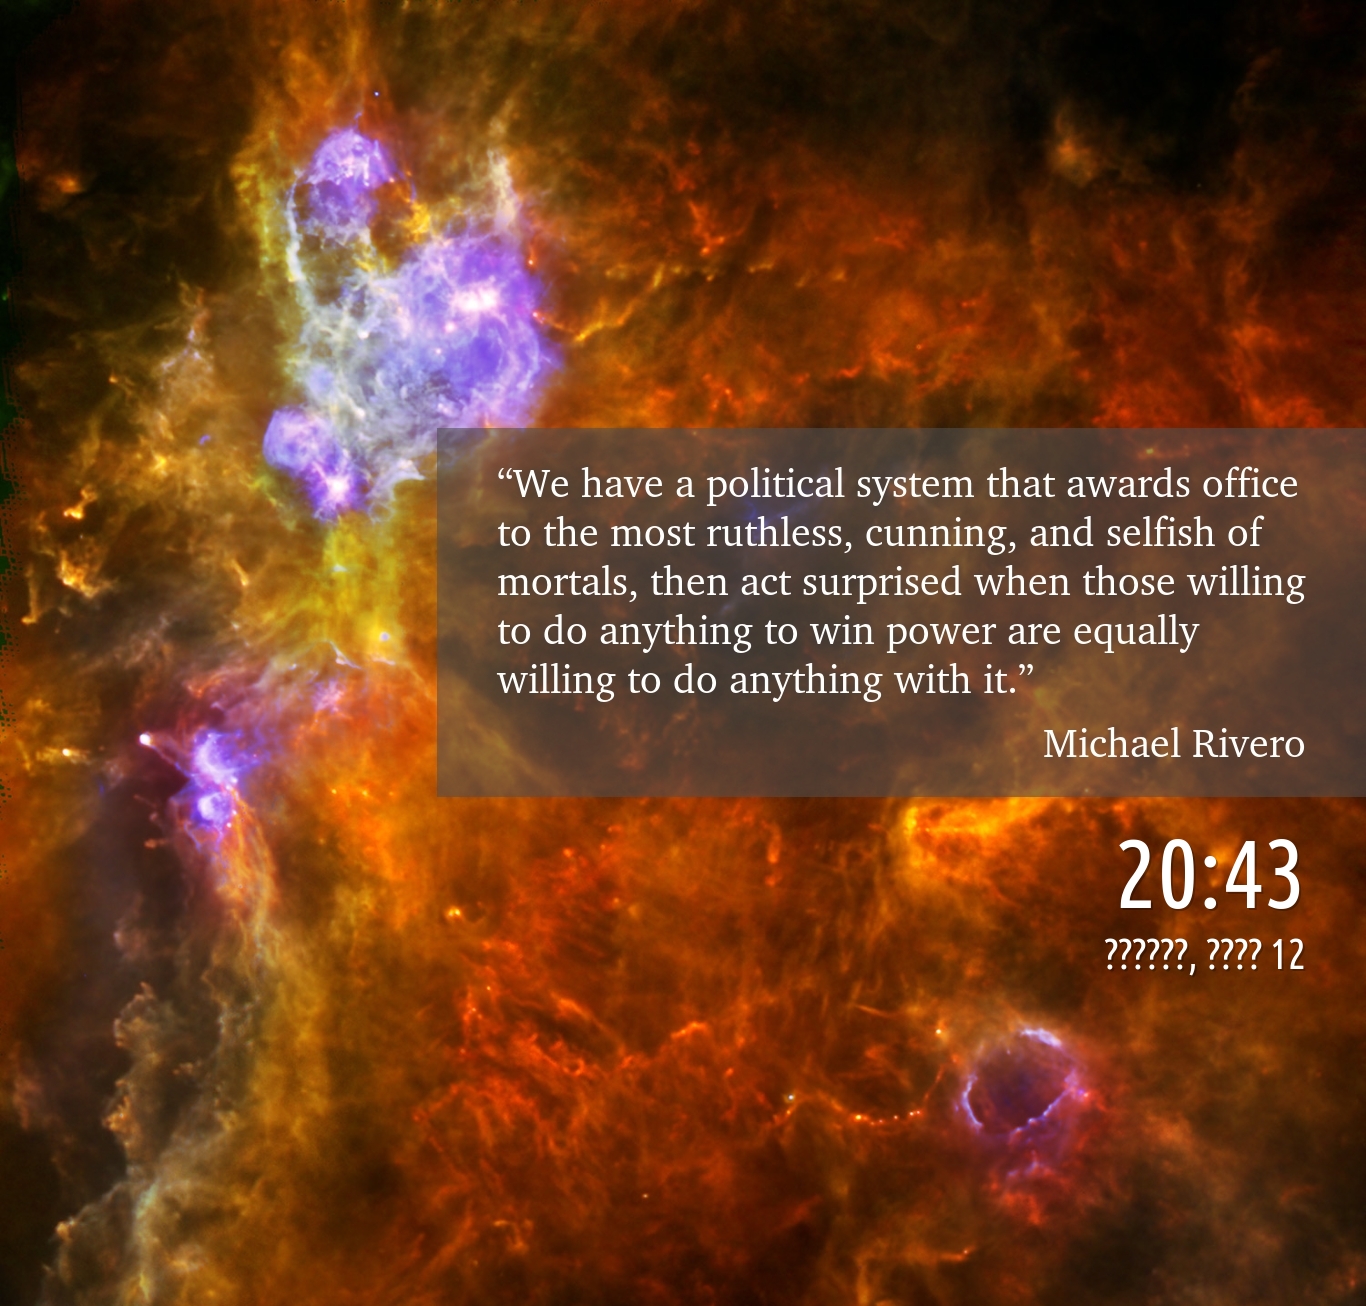 “We have a political system that awards office
to the most ruthless, cunning, and selfish of
mortals, then act surprised when those willing
to do anything to win power are equally
willing to do anything with it.”
Michael Rivero
20:43
??????, ???? 12